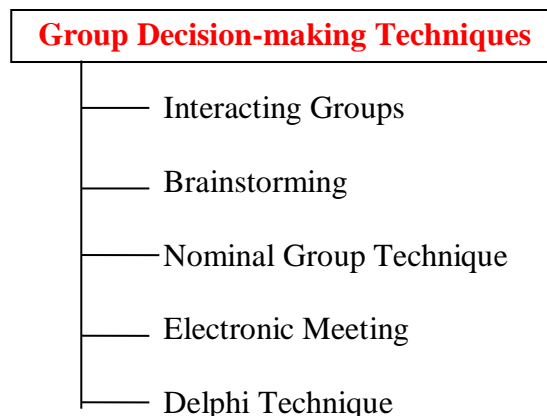 Group Decision-making Techniques
Interacting Groups
Brainstorming
Nominal Group Technique
Electronic Meeting
Delphi Technique